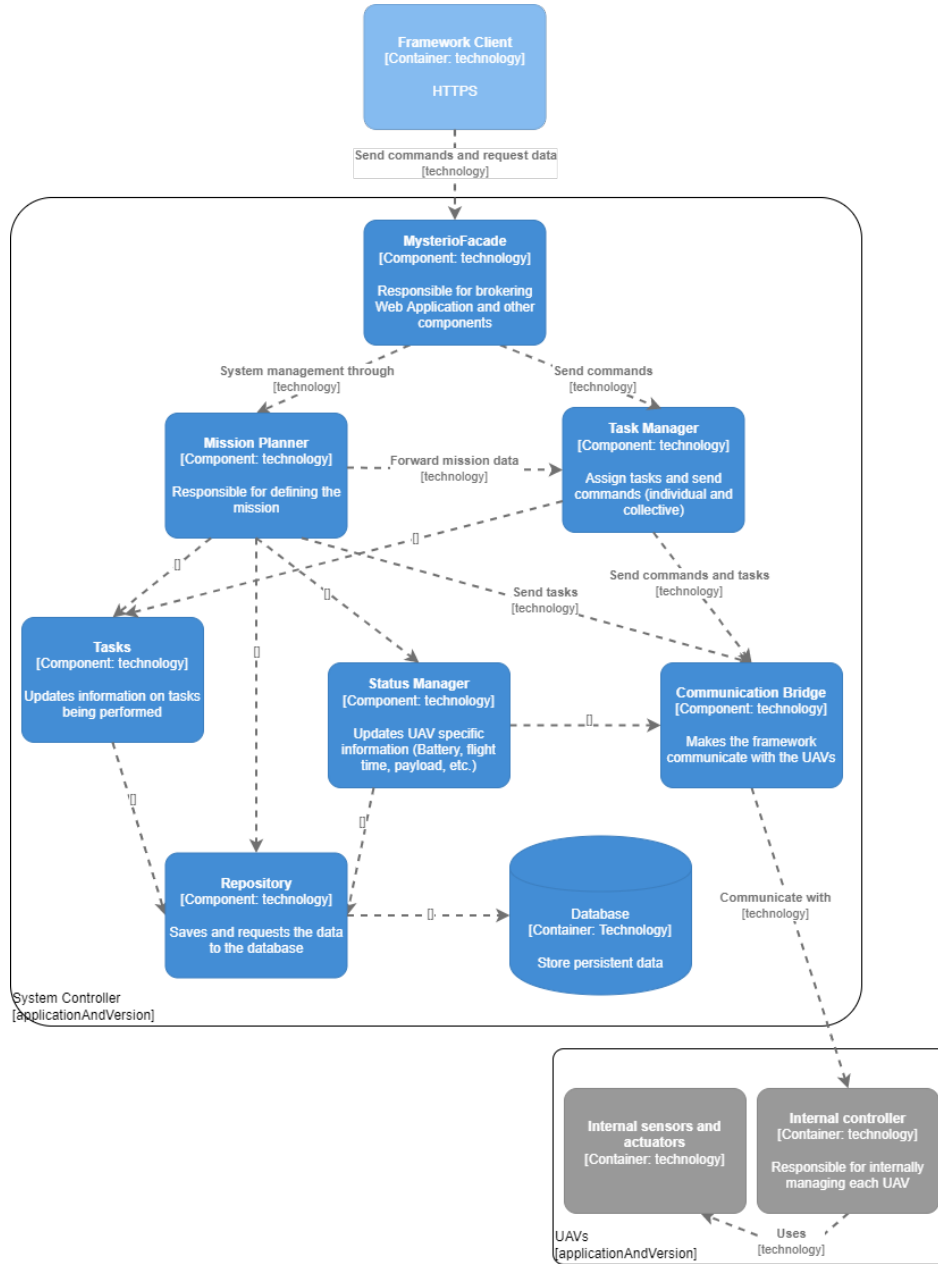 Framework Client
[Container: technology]
HTTPS
Send commands and request data
[technology]
MysterioFacade
[Component: technology]
Responsible for brokering
Web Application and other
components
System management through
[technology]
Send commands
[technology]
Mission Planner
[Component: technology]
Responsible for defining the
mission
Forward mission data
[technology]
Task Manager
[Component: technology]
Assign tasks and send
commands (individual and
collective)
[]
[]
[]
[]
Send tasks
[technology]
Send commands and tasks
[technology]
Tasks
[Component: technology]
Updates information on tasks
being performed
Status Manager
[Component: technology]
Updates UAV specific
information (Battery, flight
time, payload, etc.)
[]
Communication Bridge
[Component: technology]
Makes the framework
communicate with the UAVs
[]
[]
Repository
[Component: technology]
Saves and requests the data
to the database
[]
Database
[Container: Technology]
Store persistent data
Communicate with
[technology]
System Controller
[applicationAndVersion]
Internal sensors and
actuators
[Container: technology]
Internal controller
[Container: technology]
Responsible for internally
managing each UAV
Uses
[technology]
UAVs
[applicationAndVersion]